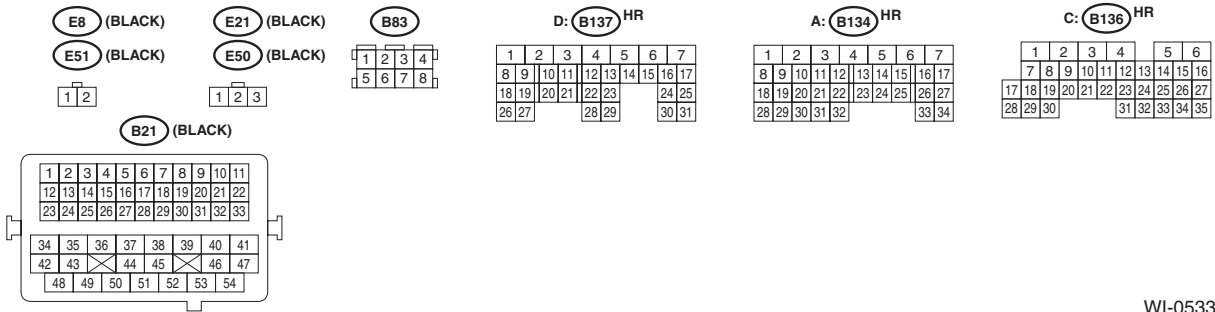 E8 (BLACK)
E51 (BLACK)
1 2
E21 (BLACK)
E50 (BLACK)
1 2 3
B83
1 2 3 4
5 6 7 8
D: B137 HR
1 2 3 4 5 6 7
8 9 10 11 12 13 14 15 16 17
18 19 20 21 22 23 24 25
26 27 28 29 30 31
A: B134 HR
1 2 3 4 5 6 7
8 9 10 11 12 13 14 15 16 17
18 19 20 21 22 23 24 25 26 27
28 29 30 31 32 33 34
C: B136 HR
1 2 3 4 5 6
7 8 9 10 11 12 13 14 15 16
17 18 19 20 21 22 23 24 25 26 27
28 29 30 31 32 33 34 35
B21 (BLACK)
1 2 3 4 5 6 7 8 9 10 11
12 13 14 15 16 17 18 19 20 21 22
23 24 25 26 27 28 29 30 31 32 33
34 35 36 37 38 39 40 41
42 43 44 45 46 47
48 49 50 51 52 53 54
WI-0533